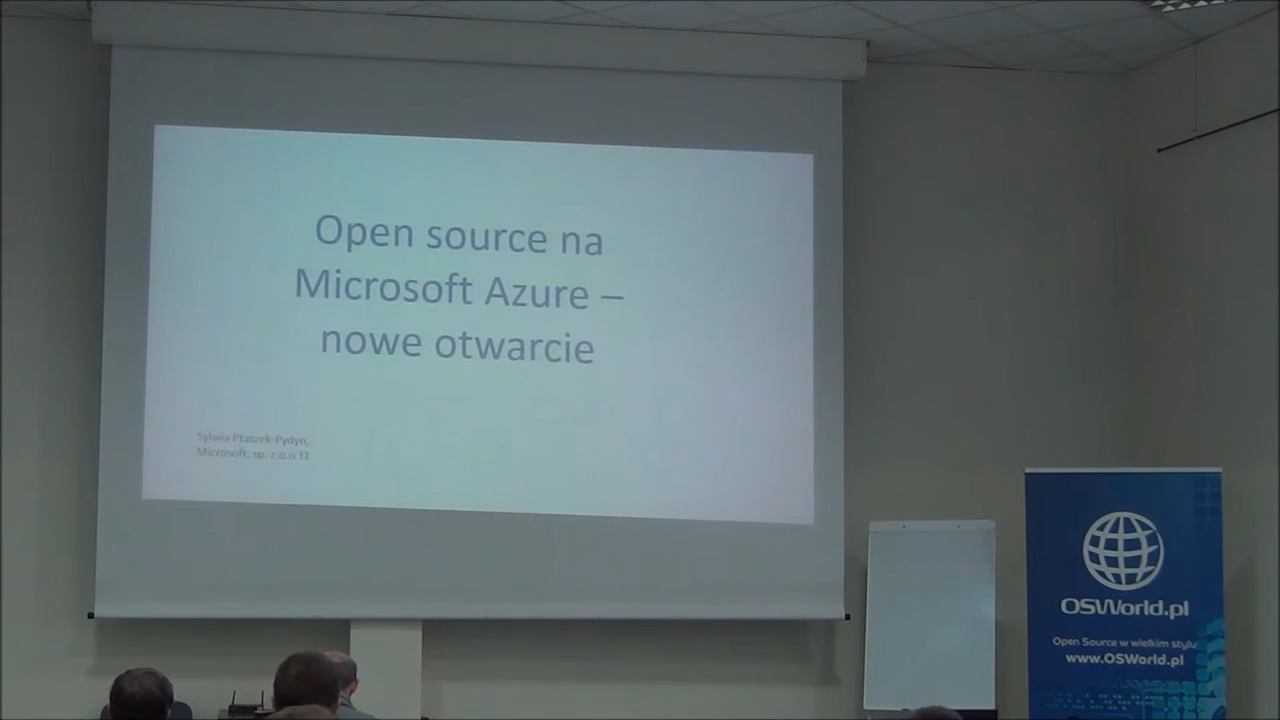 Open source na
Microsoft Azure –
nowe otwarcie
Sylwia Ptaszek-Pydyn,
Microsoft, sp. z.o.o
OSWorld.pl
Open Source w wielkim stylu
www.OSWorld.pl